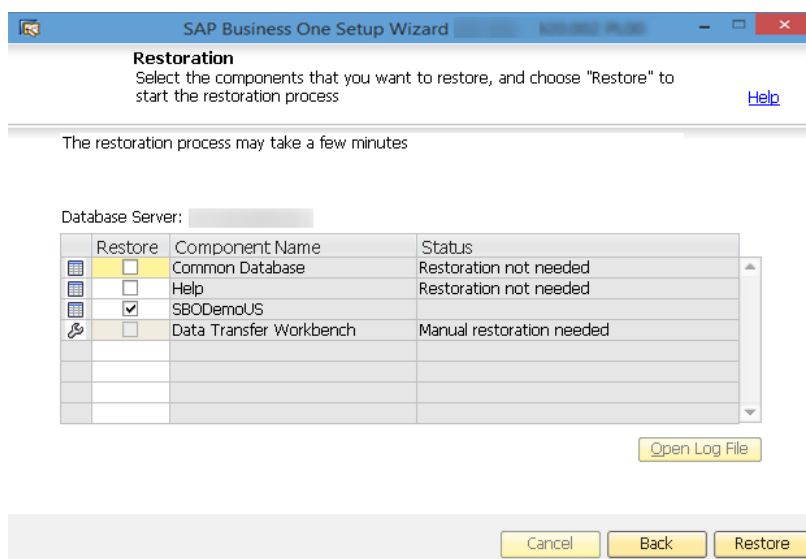 SAP Business One Setup Wizard
Restoration
Select the components that you want to restore, and choose "Restore" to
start the restoration process
Help
The restoration process may take a few minutes
Database Server:
Restore Component Name Status
Common Database Restoration not needed
Help Restoration not needed
SBODemoUS
Data Transfer Workbench Manual restoration needed
Open Log File
Cancel Back Restore